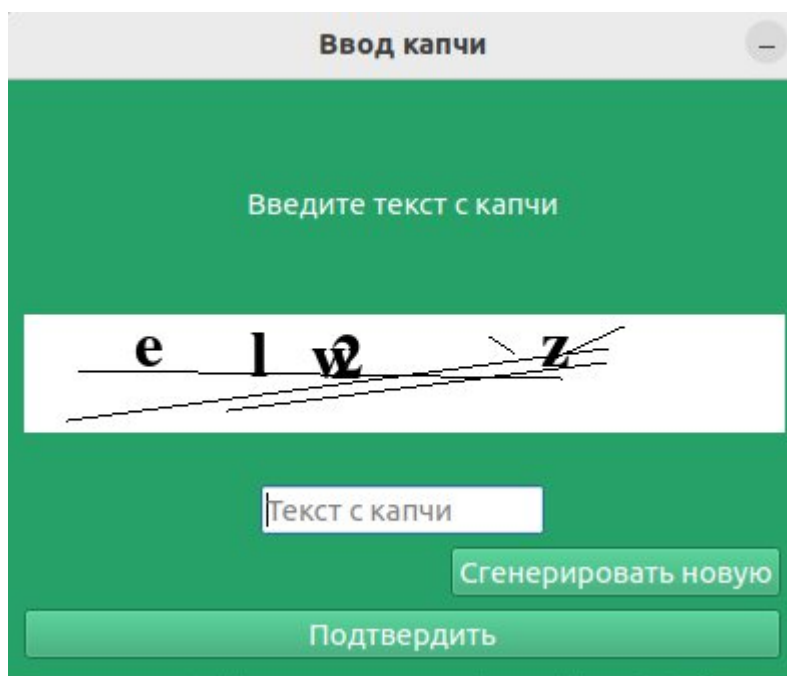 Ввод капчи
Введите текст с капчи
e l w2 z
Текст с капчи
Сгенерировать новую
Подтвердить